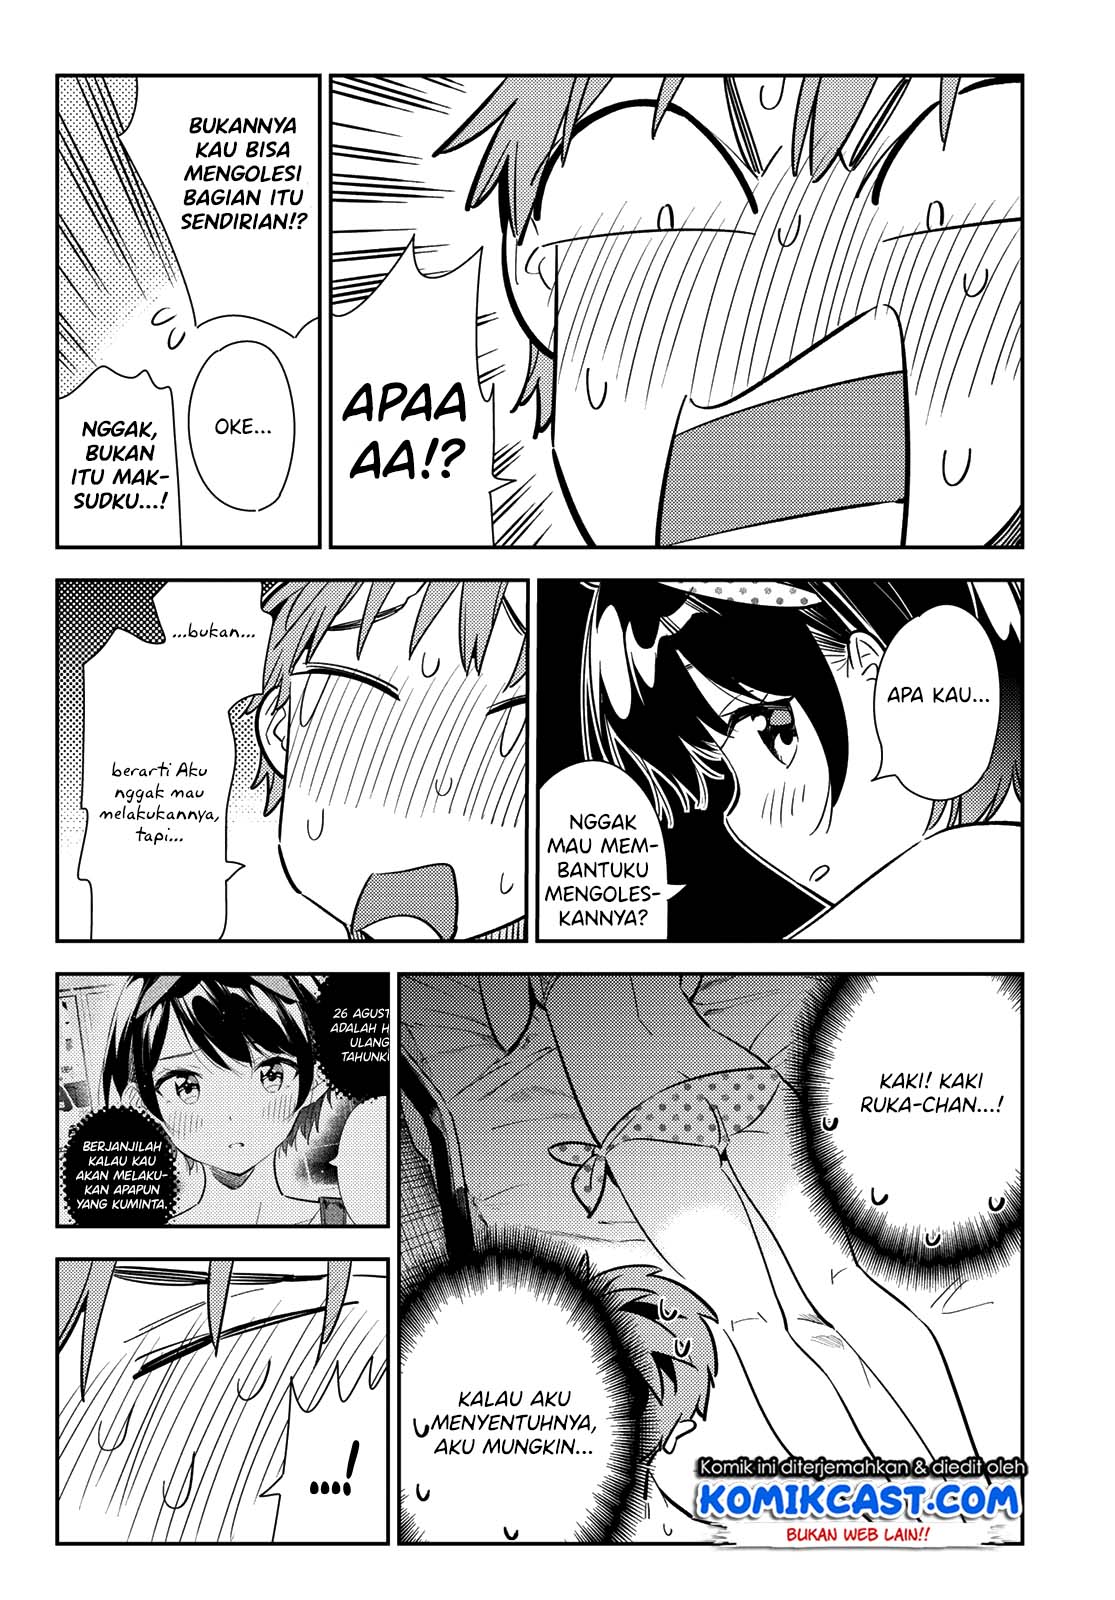 APAA
AA!?
BUKANNYA
KAU BISA
MENGOLESI
BAGIAN ITU
SENDIRIAN!?
OKE...
NGGAK,
BUKAN
ITU MAK-
SUDKU...!
APA KAU...
NGGAK
MAU MEM-
BANTUKU
MENGOLES-
KANNYA?
...bukan...
berarti Aku
nggak mau
melakukannya,
tapi...
KAKI! KAKI
RUKA-CHAN...!
KALAU AKU
MENYENTUHNYA,
AKU MUNGKIN...
26 AGUST
ADALAH H
ULANG
TAHUNKU
BERJANJILAH
KALAU KAU
AKAN MELAKU-
KAN APAPUN
YANG KUMINTA.
....!
Komik ini diterjemahkan & diedit oleh
KOMIKCAST.COM
BUKAN WEB LAIN!!